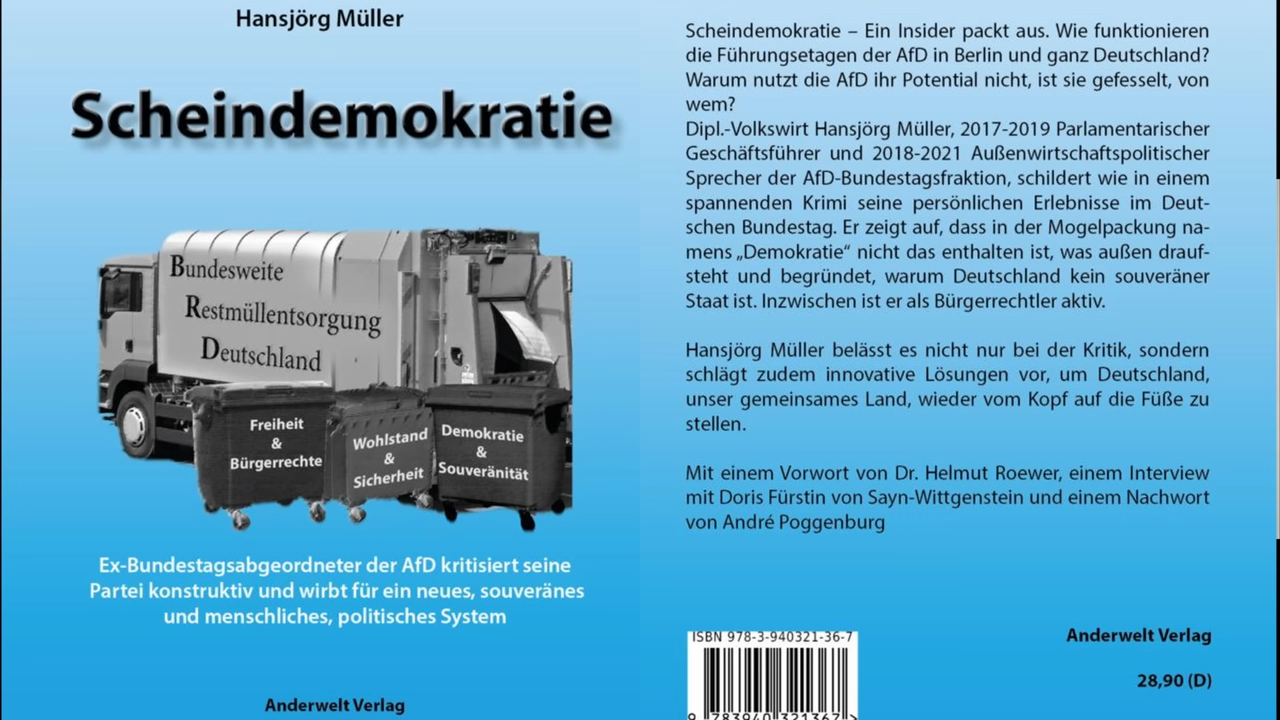 Hansjörg Müller
Scheindemokratie
Bundesweite
Restmüllentsorgung
Deutschland
Freiheit
&
Bürgerrechte
Wohlstand
&
Sicherheit
Demokratie
&
Souveränität
Ex-Bundestagsabgeordneter der AfD kritisiert seine
Partei konstruktiv und wirbt für ein neues, souveränes
und menschliches, politisches System
Anderwelt Verlag
Scheindemokratie – Ein Insider packt aus. Wie funktionieren
die Führungsetagen der AfD in Berlin und ganz Deutschland?
Warum nutzt die AfD ihr Potential nicht, ist sie gefesselt, von
wem?
Dipl.-Volkswirt Hansjörg Müller, 2017-2019 Parlamentarischer
Geschäftsführer und 2018-2021 Außenwirtschaftspolitischer
Sprecher der AfD-Bundestagsfraktion, schildert wie in einem
spannenden Krimi seine persönlichen Erlebnisse im Deut-
schen Bundestag. Er zeigt auf, dass in der Mogelpackung na-
mens „Demokratie“ nicht das enthalten ist, was außen drauf-
steht und begründet, warum Deutschland kein souveräner
Staat ist. Inzwischen ist er als Bürgerrechtler aktiv.
Hansjörg Müller belässt es nicht nur bei der Kritik, sondern
schlägt zudem innovative Lösungen vor, um Deutschland,
unser gemeinsames Land, wieder vom Kopf auf die Füße zu
stellen.
Mit einem Vorwort von Dr. Helmut Roewer, einem Interview
mit Doris Fürstin von Sayn-Wittgenstein und einem Nachwort
von André Poggenburg
ISBN 978-3-940321-36-7
9 783940 321367 >
Anderwelt Verlag
28,90 (D)